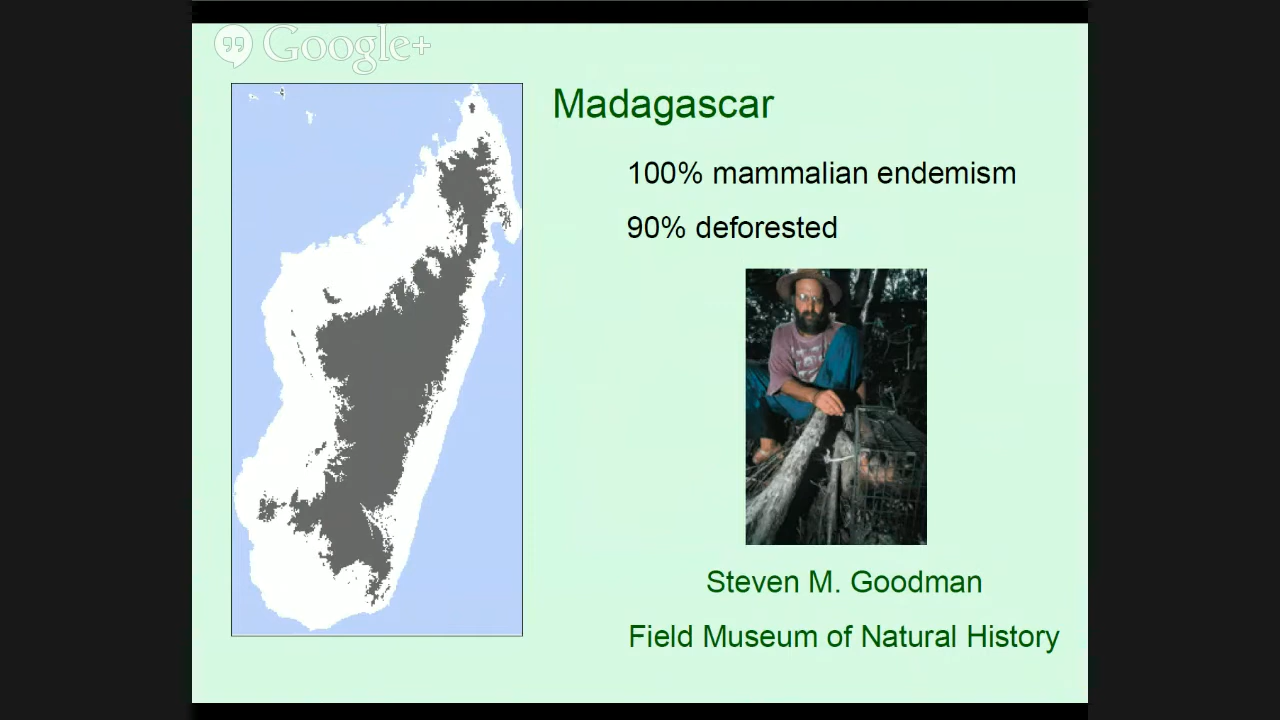 Google+
Madagascar
100% mammalian endemism
90% deforested
Steven M. Goodman
Field Museum of Natural History